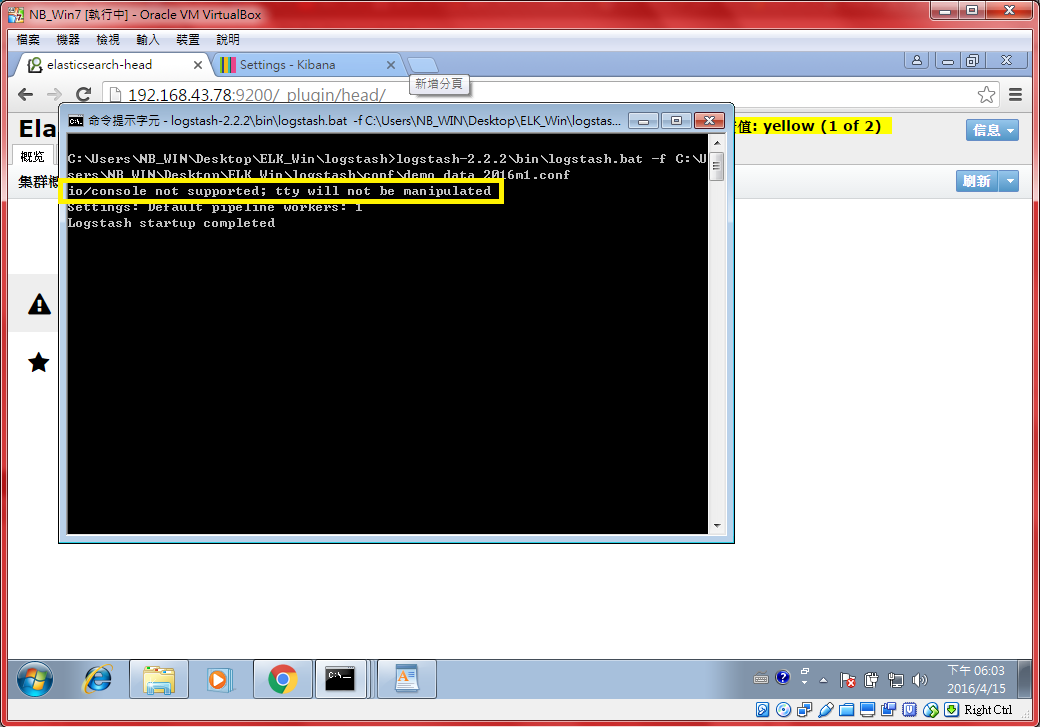 NB_Win7 [執行中] - Oracle VM VirtualBox
檔案 機器 檢視 輸入 裝置 說明
elasticsearch-head
Settings - Kibana
新增分頁
192.168.43.78:9200/_plugin/head/
Ela
值: yellow (1 of 2)
信息
概览
集群概
刷新
命令提示字元 - logstash-2.2.2\bin\logstash.bat -f C:\Users\NB_WIN\Desktop\ELK_Win\logstas...
C:\Users\NB_WIN\Desktop\ELK_Win\logstash>logstash-2.2.2\bin\logstash.bat -f C:\U
sers\NB_WIN\Desktop\ELK_Win\logstash\conf\demo_data_2016m1.conf
io/console not supported; tty will not be manipulated
Settings: Default pipeline workers: 1
Logstash startup completed
下午 06:03
2016/4/15
Right Ctrl